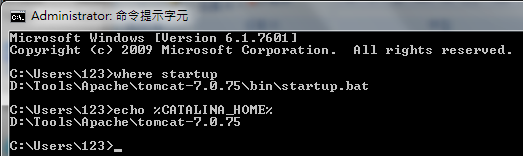 Administrator: 命令提示字元
Microsoft Windows [Version 6.1.7601]
Copyright (c) 2009 Microsoft Corporation.  All rights reserved.
C:\Users\123>where startup
D:\Tools\Apache\tomcat-7.0.75\bin\startup.bat
C:\Users\123>echo %CATALINA_HOME%
D:\Tools\Apache\tomcat-7.0.75
C:\Users\123>_